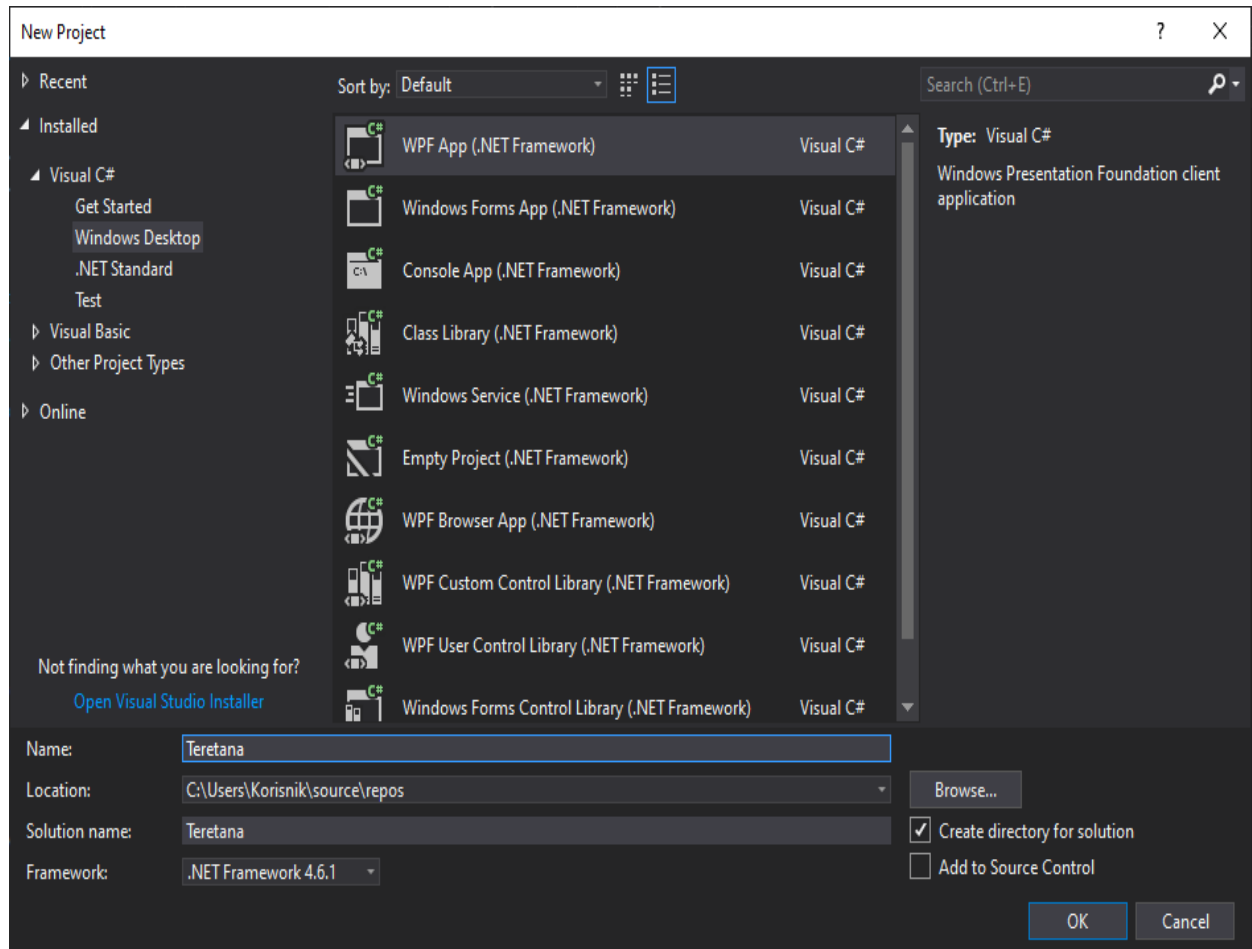 New Project
?
Recent
Installed
Visual C#
Get Started
Windows Desktop
.NET Standard
Test
Visual Basic
Other Project Types
Online
Not finding what you are looking for?
Open Visual Studio Installer
Sort by: Default
C# WPF App (.NET Framework) Visual C#
C# Windows Forms App (.NET Framework) Visual C#
C# C:\ Console App (.NET Framework) Visual C#
C# Class Library (.NET Framework) Visual C#
C# Windows Service (.NET Framework) Visual C#
C# Empty Project (.NET Framework) Visual C#
C# WPF Browser App (.NET Framework) Visual C#
C# WPF Custom Control Library (.NET Framework) Visual C#
C# WPF User Control Library (.NET Framework) Visual C#
C# Windows Forms Control Library (.NET Framework) Visual C#
Search (Ctrl+E)
Type: Visual C#
Windows Presentation Foundation client
application
Name: Teretana
Location: C:\Users\Korisnik\source\repos
Browse...
Solution name: Teretana
Create directory for solution
Framework: .NET Framework 4.6.1
Add to Source Control
OK Cancel